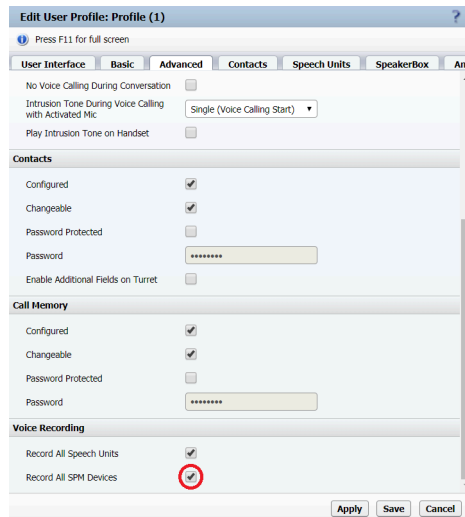 Edit User Profile: Profile (1)
?
Press F11 for full screen
User Interface Basic Advanced Contacts Speech Units SpeakerBox An
No Voice Calling During Conversation
Intrusion Tone During Voice Calling
with Activated Mic
Single (Voice Calling Start)
Play Intrusion Tone on Handset
Contacts
Configured
Changeable
Password Protected
Password ••••••••
Enable Additional Fields on Turret
Call Memory
Configured
Changeable
Password Protected
Password ••••••••
Voice Recording
Record All Speech Units
Record All SPM Devices
Apply Save Cancel